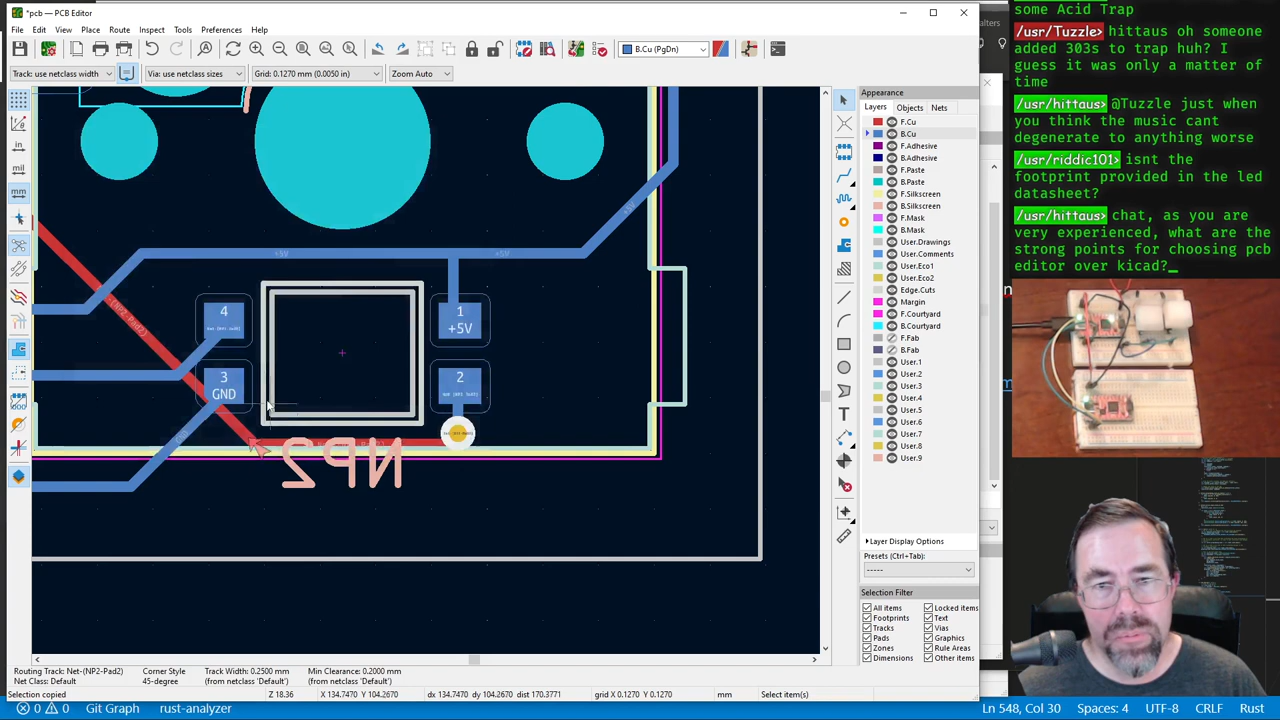 *pcb — PCB Editor
File Edit View Place Route Inspect Tools Preferences Help
B.Cu (PgDn)
Track: use netclass width
Via: use netclass sizes
Grid: 0.1270 mm (0.0050 in)
Zoom Auto
in
mil
mm
+5V
+5V
+5V
4
3
GND
1
+5V
2
GND
NP2
Appearance
Layers Objects Nets
F.Cu
B.Cu
F.Adhesive
B.Adhesive
F.Paste
B.Paste
F.Silkscreen
B.Silkscreen
F.Mask
B.Mask
User.Drawings
User.Comments
User.Eco1
User.Eco2
Edge.Cuts
Margin
F.Courtyard
B.Courtyard
F.Fab
B.Fab
User.1
User.2
User.3
User.4
User.5
User.6
User.7
User.8
User.9
Layer Display Options
Presets (Ctrl+Tab):
-----
Selection Filter
All items Locked items
Footprints Text
Tracks Vias
Pads Graphics
Zones Rule Areas
Dimensions Other items
Routing Track: Net-(NP2-Pad2) Corner Style Track Width: 0.2500 mm Min Clearance: 0.2000 mm
Net Class: Default 45-degree (from netclass 'Default') (from netclass 'Default')
Selection copied Z 18.36 X 134.7470 Y 104.2670 dx 134.7470 dy 104.2670 dist 170.3771 grid X 0.1270 Y 0.1270 mm Select item(s)
0 0 Git Graph rust-analyzer Ln 548, Col 30 Spaces: 4 UTF-8 CRLF Rust
some Acid Trap
/usr/Tuzzle> hittaus oh someone
added 303s to trap huh? I
guess it was only a matter of
time
/usr/hittaus> @Tuzzle just when
you think the music cant
degenerate to anything worse
/usr/riddic101> isnt the
footprint provided in the led
datasheet?
/usr/hittaus> chat, as you are
very experienced, what are the
strong points for choosing pcb
editor over kicad?_